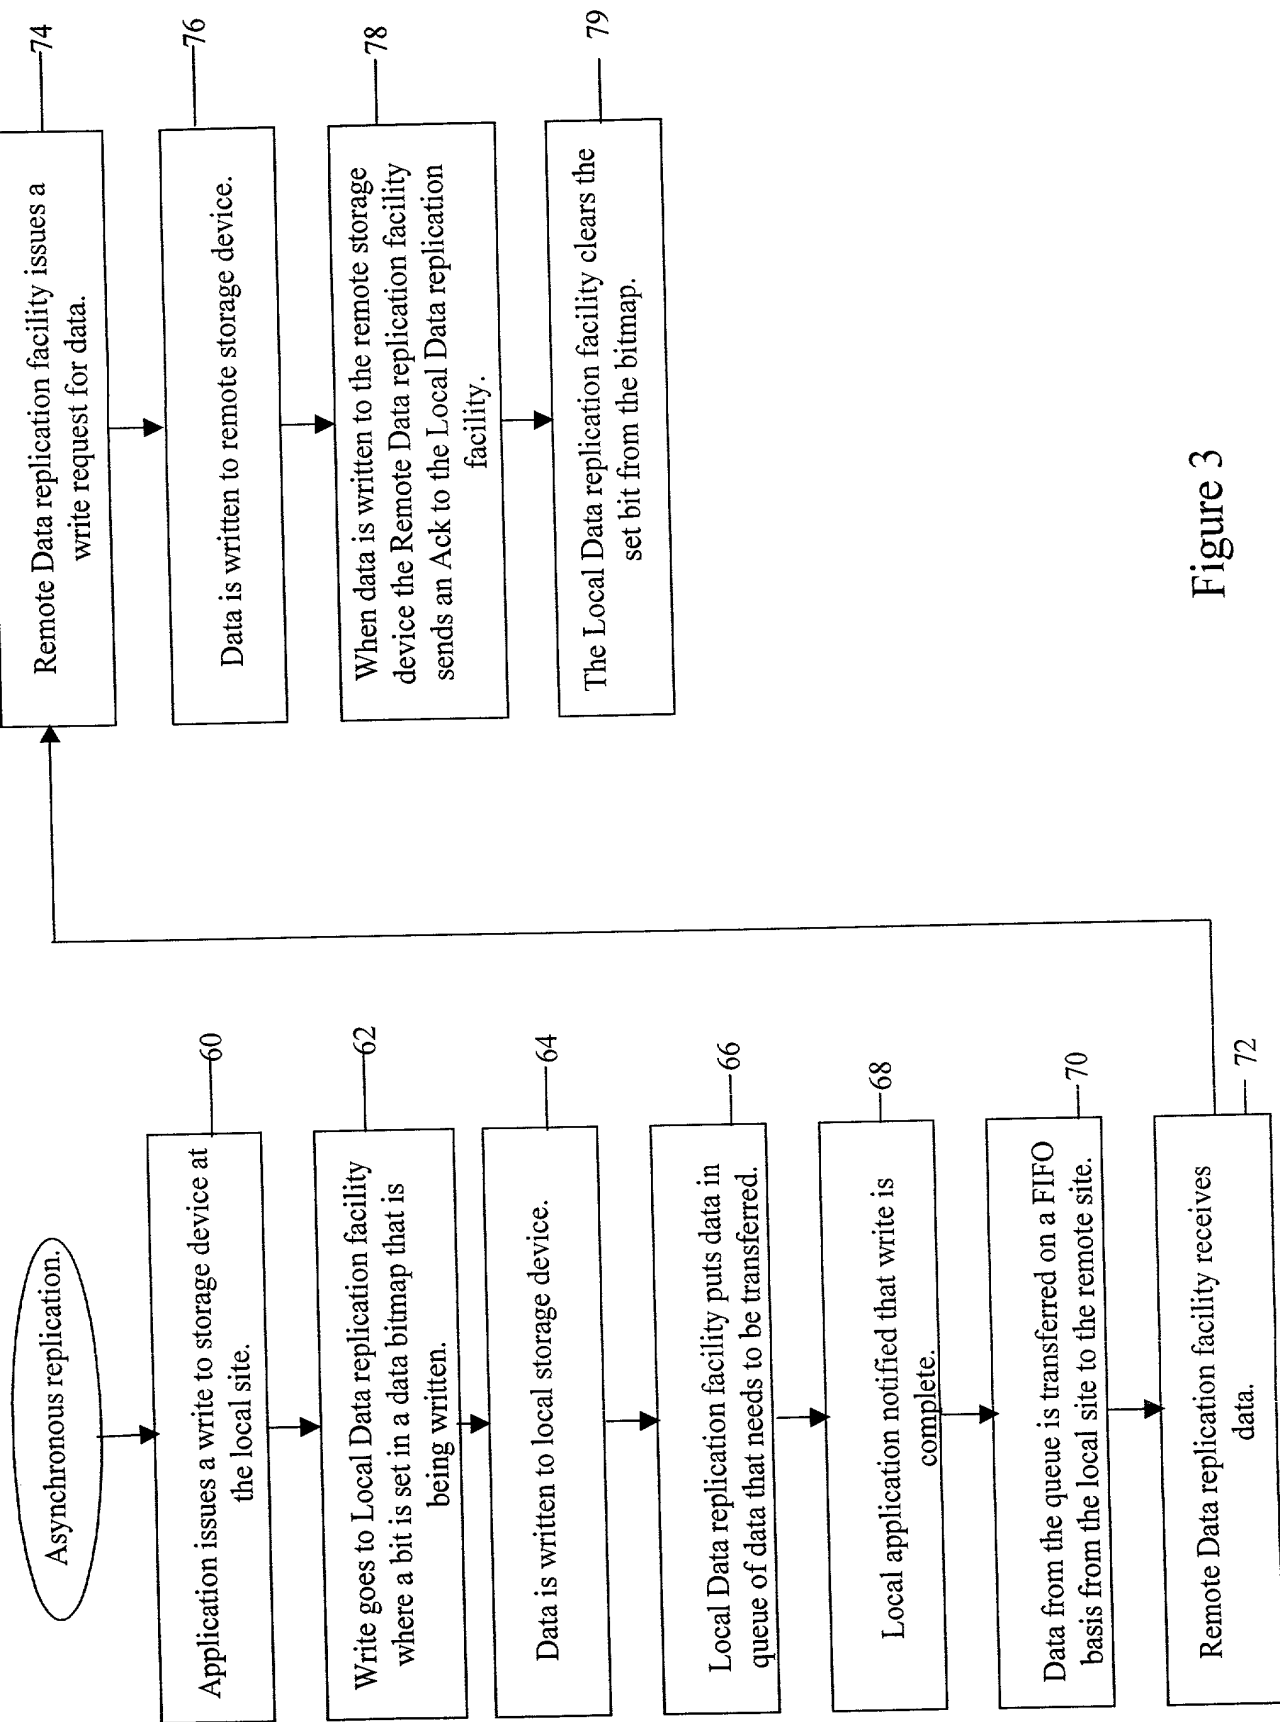 Asynchronous replication.
60
Application issues a write to storage device at
the local site.
62
Write goes to Local Data replication facility
where a bit is set in a data bitmap that is
being written.
64
Data is written to local storage device.
66
Local Data replication facility puts data in
queue of data that needs to be transferred.
68
Local application notified that write is
complete.
70
Data from the queue is transferred on a FIFO
basis from the local site to the remote site.
72
Remote Data replication facility receives
data.
74
Remote Data replication facility issues a
write request for data.
76
Data is written to remote storage device.
78
When data is written to the remote storage
device the Remote Data replication facility
sends an Ack to the Local Data replication
facility.
79
The Local Data replication facility clears the
set bit from the bitmap.
Figure 3